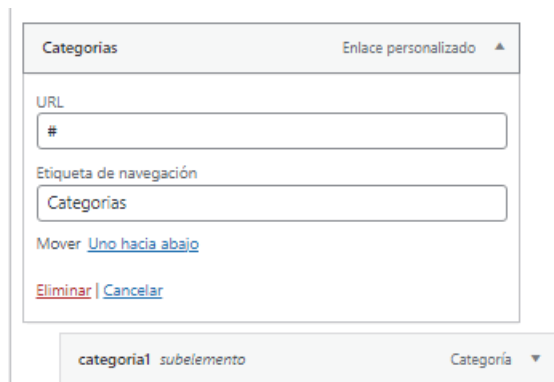 Categorias Enlace personalizado ▲
URL
#
Etiqueta de navegación
Categorias
Mover Uno hacia abajo
Eliminar | Cancelar
categoria1 subelemento Categoría ▼